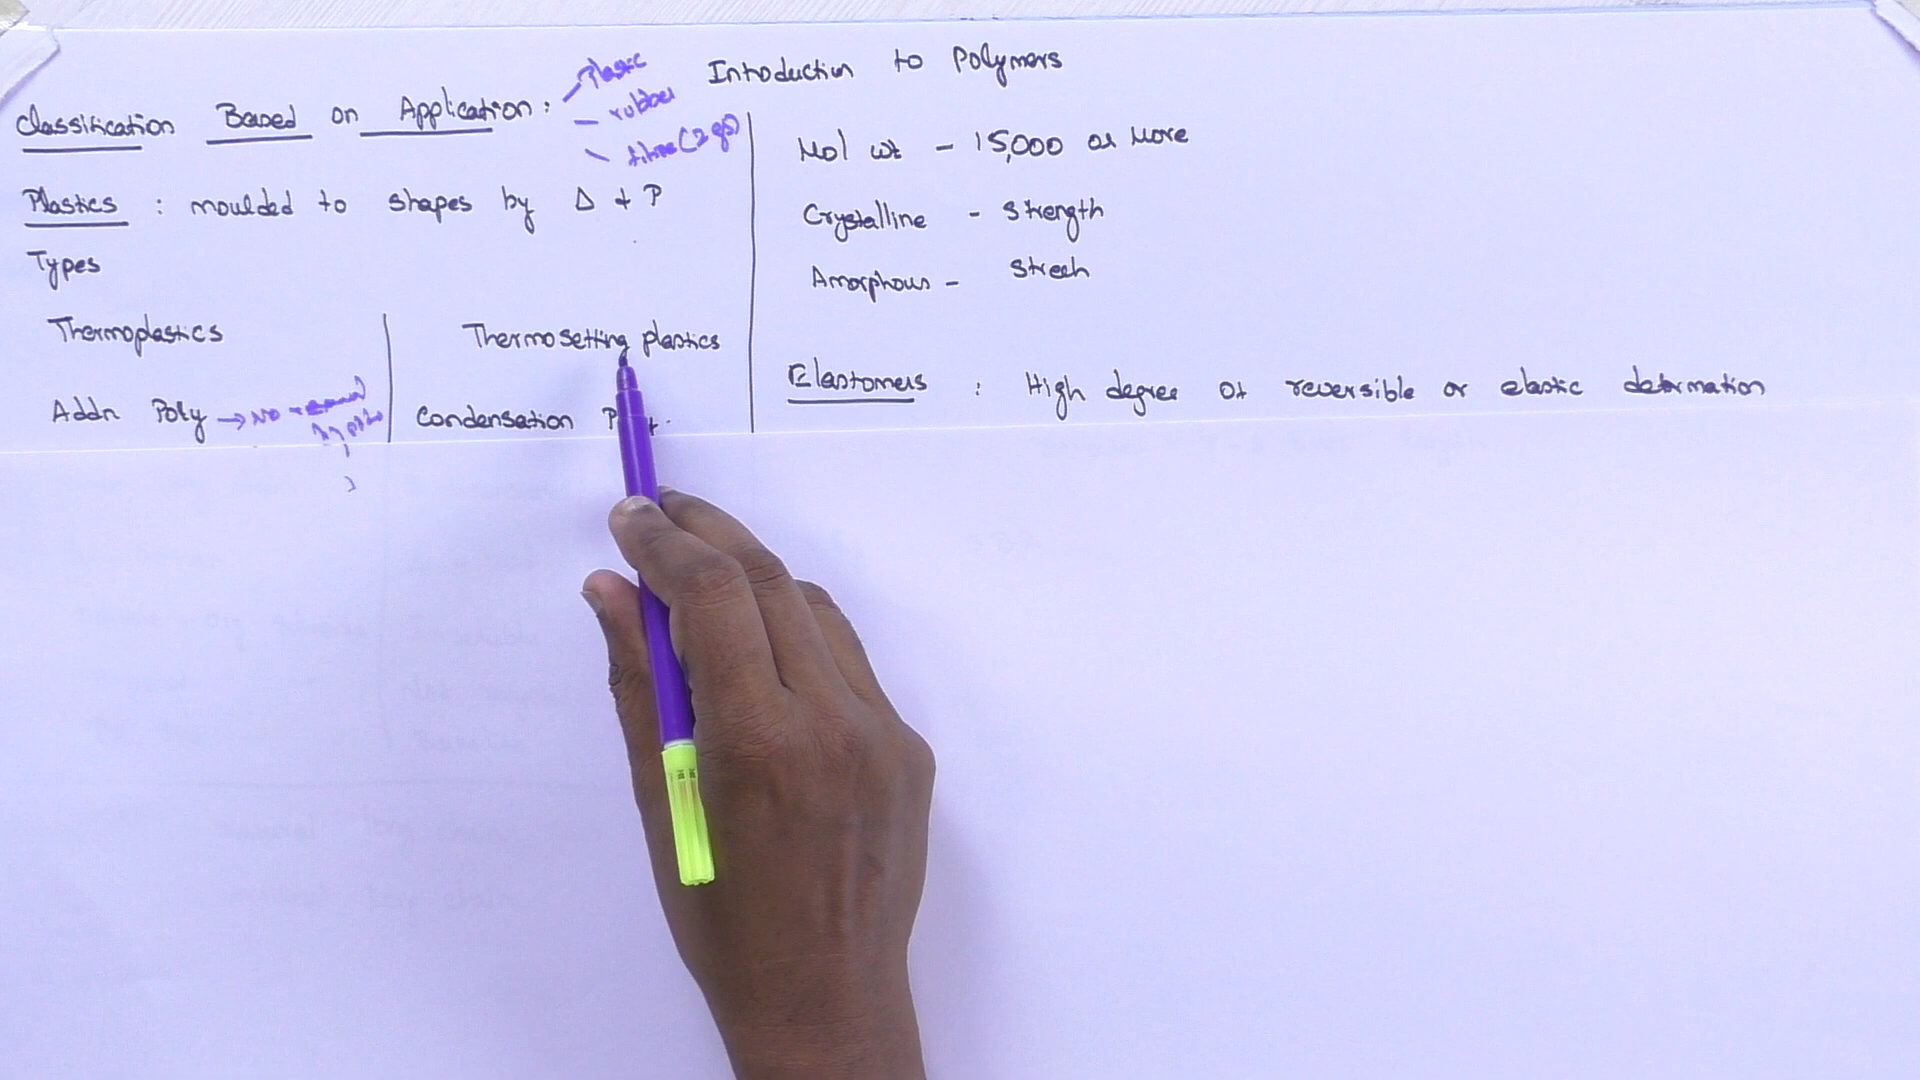 Introduction to Polymers
Classification Based on Application:
Plastic
rubber
Plastics : moulded to shapes by Δ & P
Types
Thermoplastics
Addn Poly → No
Thermosetting plastics
Condensation
Mol wt - 15,000 or More
Crystalline - Strength
Amorphous - Strech
Elastomers : High degree of reversible or elastic deformation